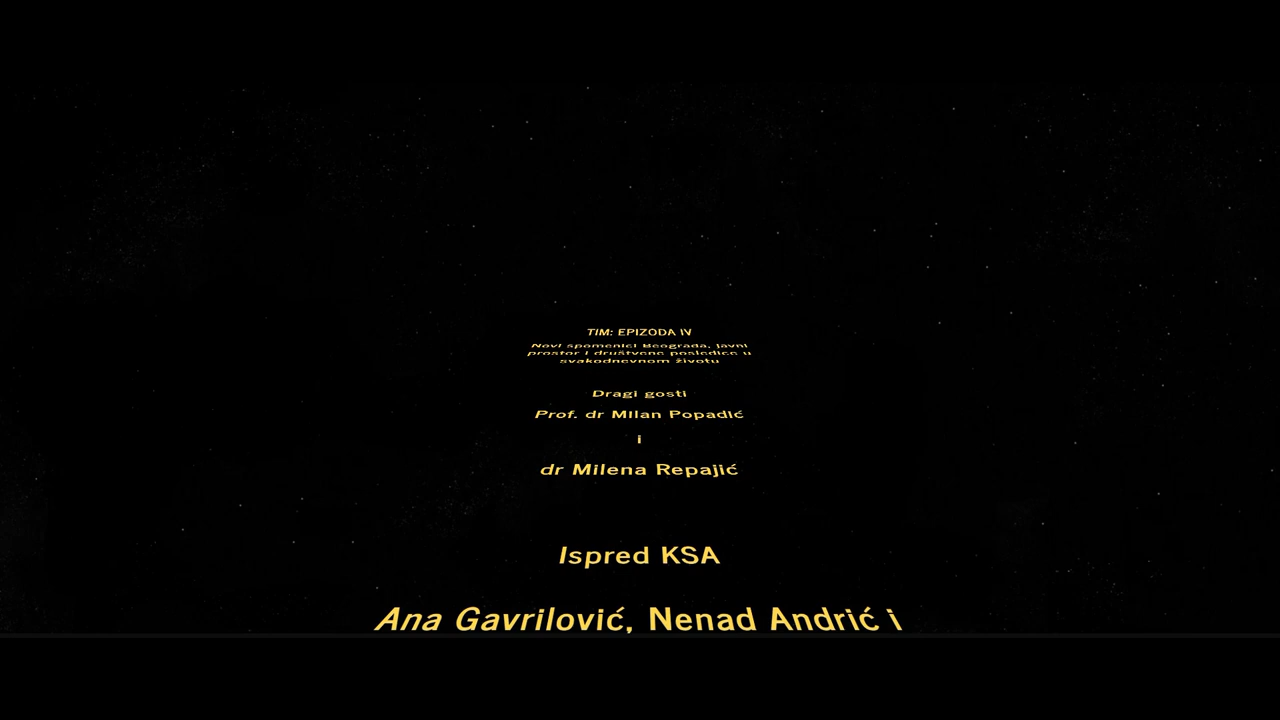 TIM: EPIZODA IV
Novi spomenici Beograda, javni
prostor i društvene posledice u
svakodnevnom životu
Dragi gosti
Prof. dr Milan Popadić
i
dr Milena Repajić
Ispred KSA
Ana Gavrilović, Nenad Andrić i